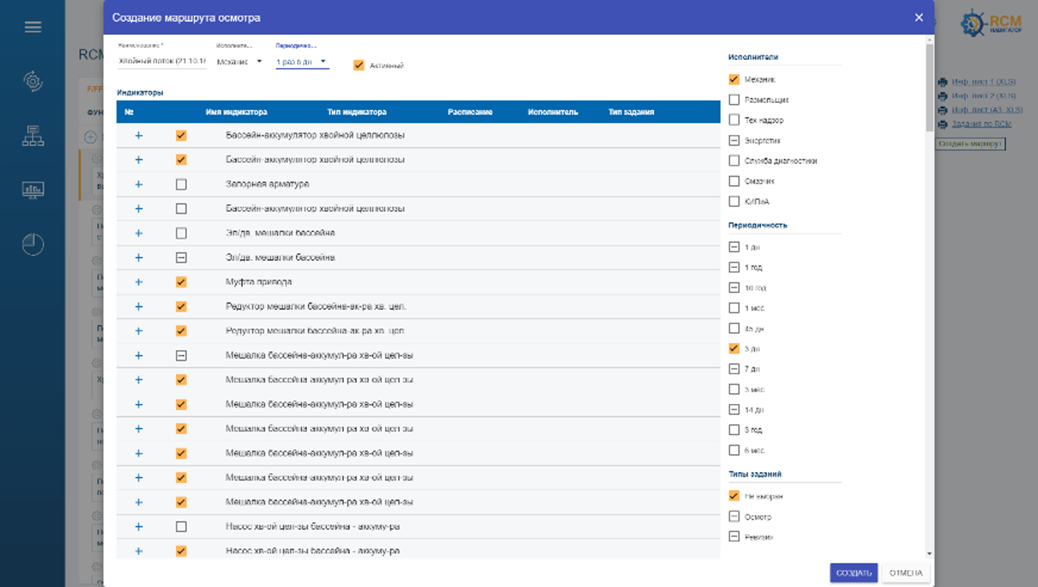 Создание маршрута осмотра
RCM
НАВИГАТОР
Наименование *
Исполните...
Периодично...
Хвойный поток (21.10.1
Механик
1 раз в дн
Активный
Индикаторы
№
Имя индикатора
Тип индикатора
Расписание
Исполнитель
Тип задания
Бассейн-аккумулятор хвойной целлюлозы
Бассейн-аккумулятор хвойной целлюлозы
Запорная арматура
Бассейн-аккумулятор хвойной целлюлозы
Эл/дв. мешалки бассейна
Эл/дв. мешалки бассейна
Муфта привода
Редуктор мешалки бассейна-ак-ра хв. цел.
Редуктор мешалки бассейна-ак-ра хв. цел.
Мешалка бассейна-аккумул-ра хв-ой цел-зы
Мешалка бассейна-аккумул-ра хв-ой цел-зы
Мешалка бассейна-аккумул-ра хв-ой цел-зы
Мешалка бассейна-аккумул-ра хв-ой цел-зы
Мешалка бассейна-аккумул-ра хв-ой цел-зы
Мешалка бассейна-аккумул-ра хв-ой цел-зы
Мешалка бассейна-аккумул-ра хв-ой цел-зы
Насос хв-ой цел-зы бассейна - аккуму-ра
Насос хв-ой цел-зы бассейна - аккуму-ра
Исполнители
Механик
Размольщик
Тех надзор
Энергетик
Служба диагностики
Смазчик
КИПиА
Периодичность
1 дн
1 год
10 год
1 мес
45 дн
3 дн
7 дн
3 мес
14 дн
3 год
6 мес
Типы заданий
Не выбран
Осмотр
Ревизия
СОЗДАТЬ
ОТМЕНА
Инф. лист 1 (XLS)
Инф. лист 2 (XLS)
Инф. лист (А3, XLS)
Задания по RCM
Создать маршрут